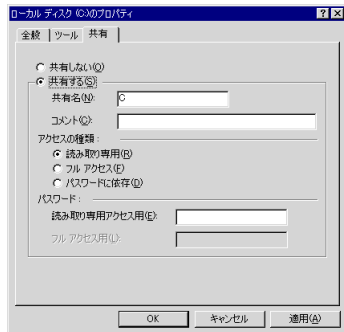 ローカル ディスク (C:)のプロパティ
全般 ツール 共有
共有しない(O)
共有する(S)
共有名(N): C
コメント(C):
アクセスの種類:
読み取り専用(R)
フル アクセス(F)
パスワードに依存(D)
パスワード:
読み取り専用アクセス用(E):
フル アクセス用(L):
OK キャンセル 適用(A)